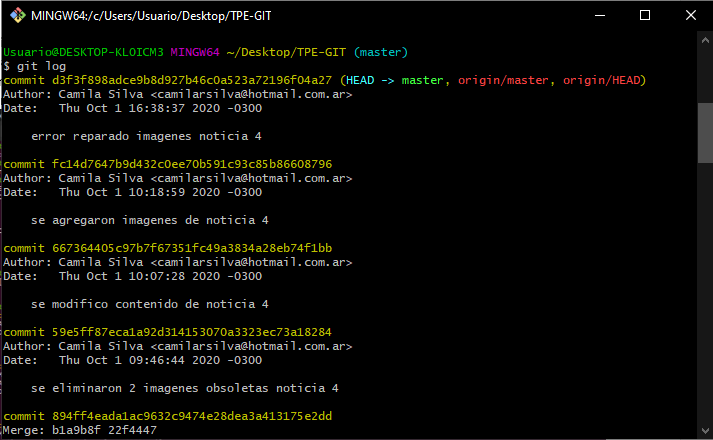 MINGW64:/c/Users/Usuario/Desktop/TPE-GIT
Usuario@DESKTOP-KL0ICM3 MINGW64 ~/Desktop/TPE-GIT (master)
$ git log
commit d3f3f898adce9b8d927b46c0a523a72196f04a27 (HEAD -> master, origin/master, origin/HEAD)
Author: Camila Silva <camilarsilva@hotmail.com.ar>
Date:   Thu Oct 1 16:38:37 2020 -0300
error reparado imagenes noticia 4
commit fc14d7647b9d432c0ee70b591c93c85b86608796
Author: Camila Silva <camilarsilva@hotmail.com.ar>
Date:   Thu Oct 1 10:18:59 2020 -0300
se agregaron imagenes de noticia 4
commit 667364405c97b7f67351fc49a3834a28eb74f1bb
Author: Camila Silva <camilarsilva@hotmail.com.ar>
Date:   Thu Oct 1 10:07:28 2020 -0300
se modifico contenido de noticia 4
commit 59e5ff87eca1a92d314153070a3323ec73a18284
Author: Camila Silva <camilarsilva@hotmail.com.ar>
Date:   Thu Oct 1 09:46:44 2020 -0300
se eliminaron 2 imagenes obsoletas noticia 4
commit 894ff4eada1ac9632c9474e28dea3a413175e2dd
Merge: b1a9b8f 22f4447